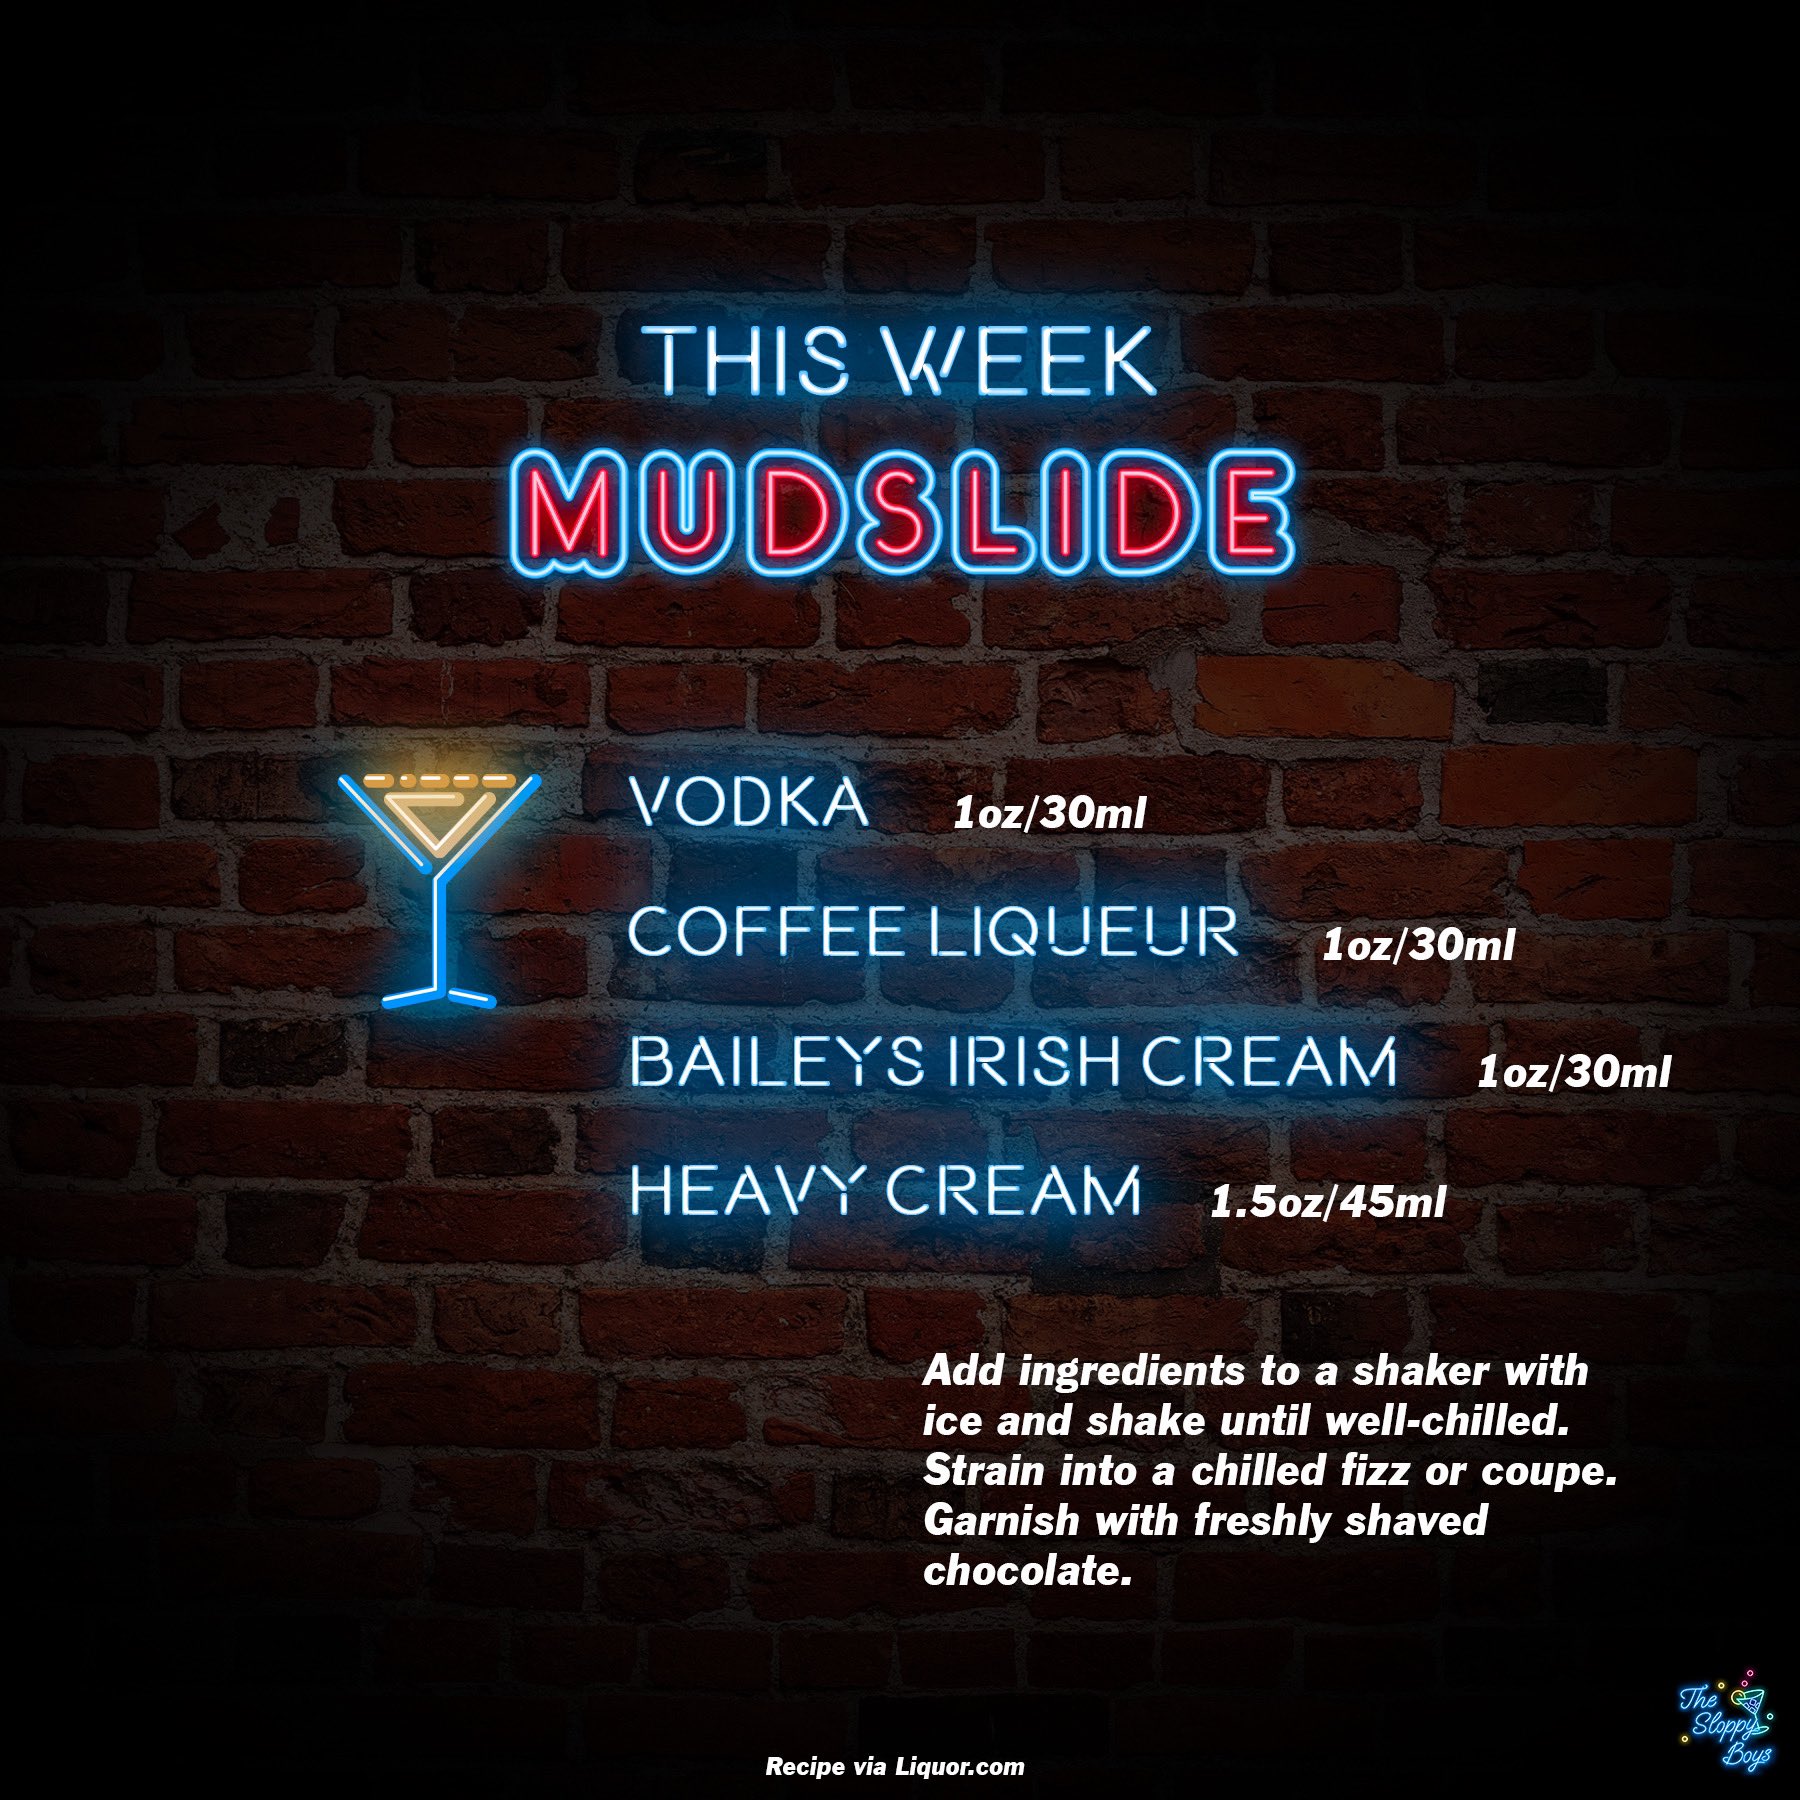 THIS WEEK
MUDSLIDE
VODKA 1oz/30ml
COFFEE LIQUEUR 1oz/30ml
BAILEYS IRISH CREAM 1oz/30ml
HEAVY CREAM 1.5oz/45ml
Add ingredients to a shaker with
ice and shake until well-chilled.
Strain into a chilled fizz or coupe.
Garnish with freshly shaved
chocolate.
The
Sloppy
Boys
Recipe via Liquor.com